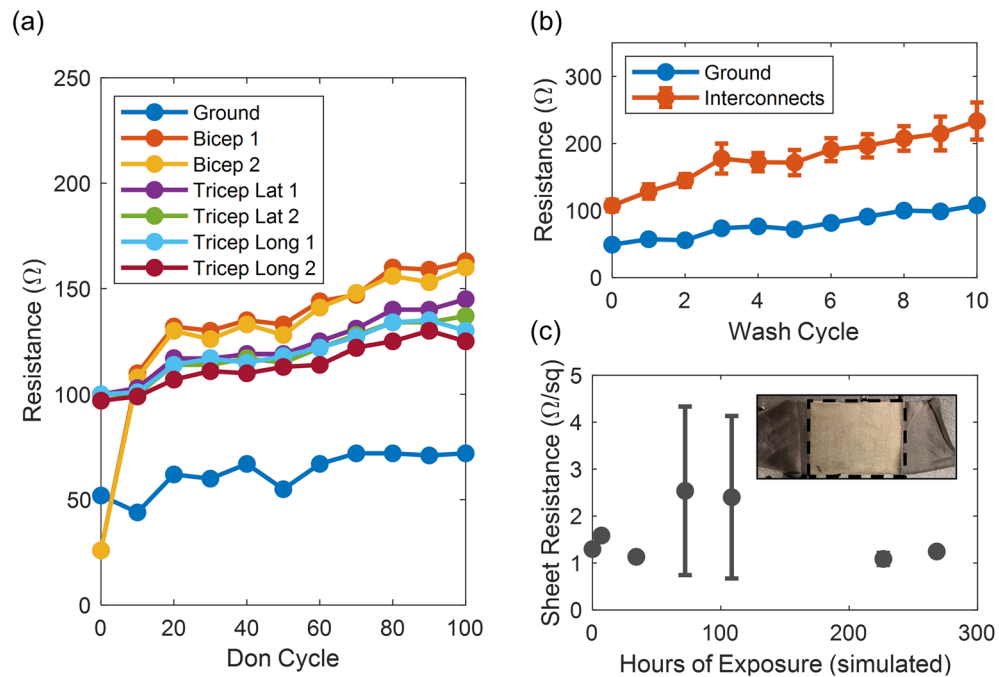 (a)
250
200
150
100
50
0
Resistance (Ω)
Ground
Bicep 1
Bicep 2
Tricep Lat 1
Tricep Lat 2
Tricep Long 1
Tricep Long 2
0 20 40 60 80 100
Don Cycle
(b)
300
200
100
0
Resistance (Ω)
Ground
Interconnects
0 2 4 6 8 10
Wash Cycle
(c)
5
4
3
2
1
0
Sheet Resistance (Ω/sq)
0 100 200 300
Hours of Exposure (simulated)